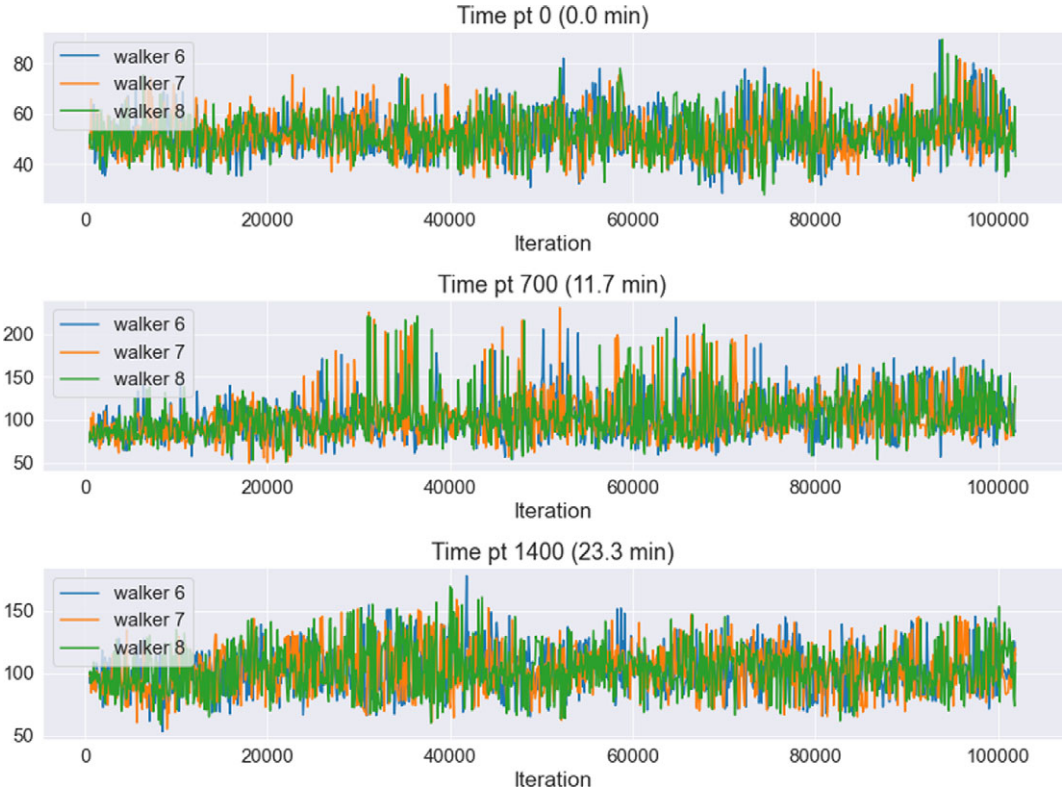 Time pt 0 (0.0 min)
80
60
40
walker 6
walker 7
walker 8
0 20000 40000 60000 80000 100000
Iteration
Time pt 700 (11.7 min)
200
150
100
50
walker 6
walker 7
walker 8
0 20000 40000 60000 80000 100000
Iteration
Time pt 1400 (23.3 min)
150
100
50
walker 6
walker 7
walker 8
0 20000 40000 60000 80000 100000
Iteration